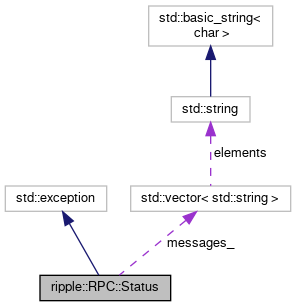 std::basic_string<
char >
std::string
elements
std::exception
std::vector< std::string >
messages_
ripple::RPC::Status